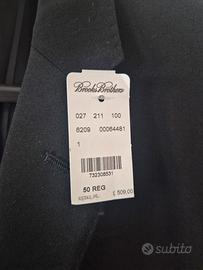 Brooks Brothers
027 211 100
6209 00064481
1
732308531
50 REG
£ 509,00
subito